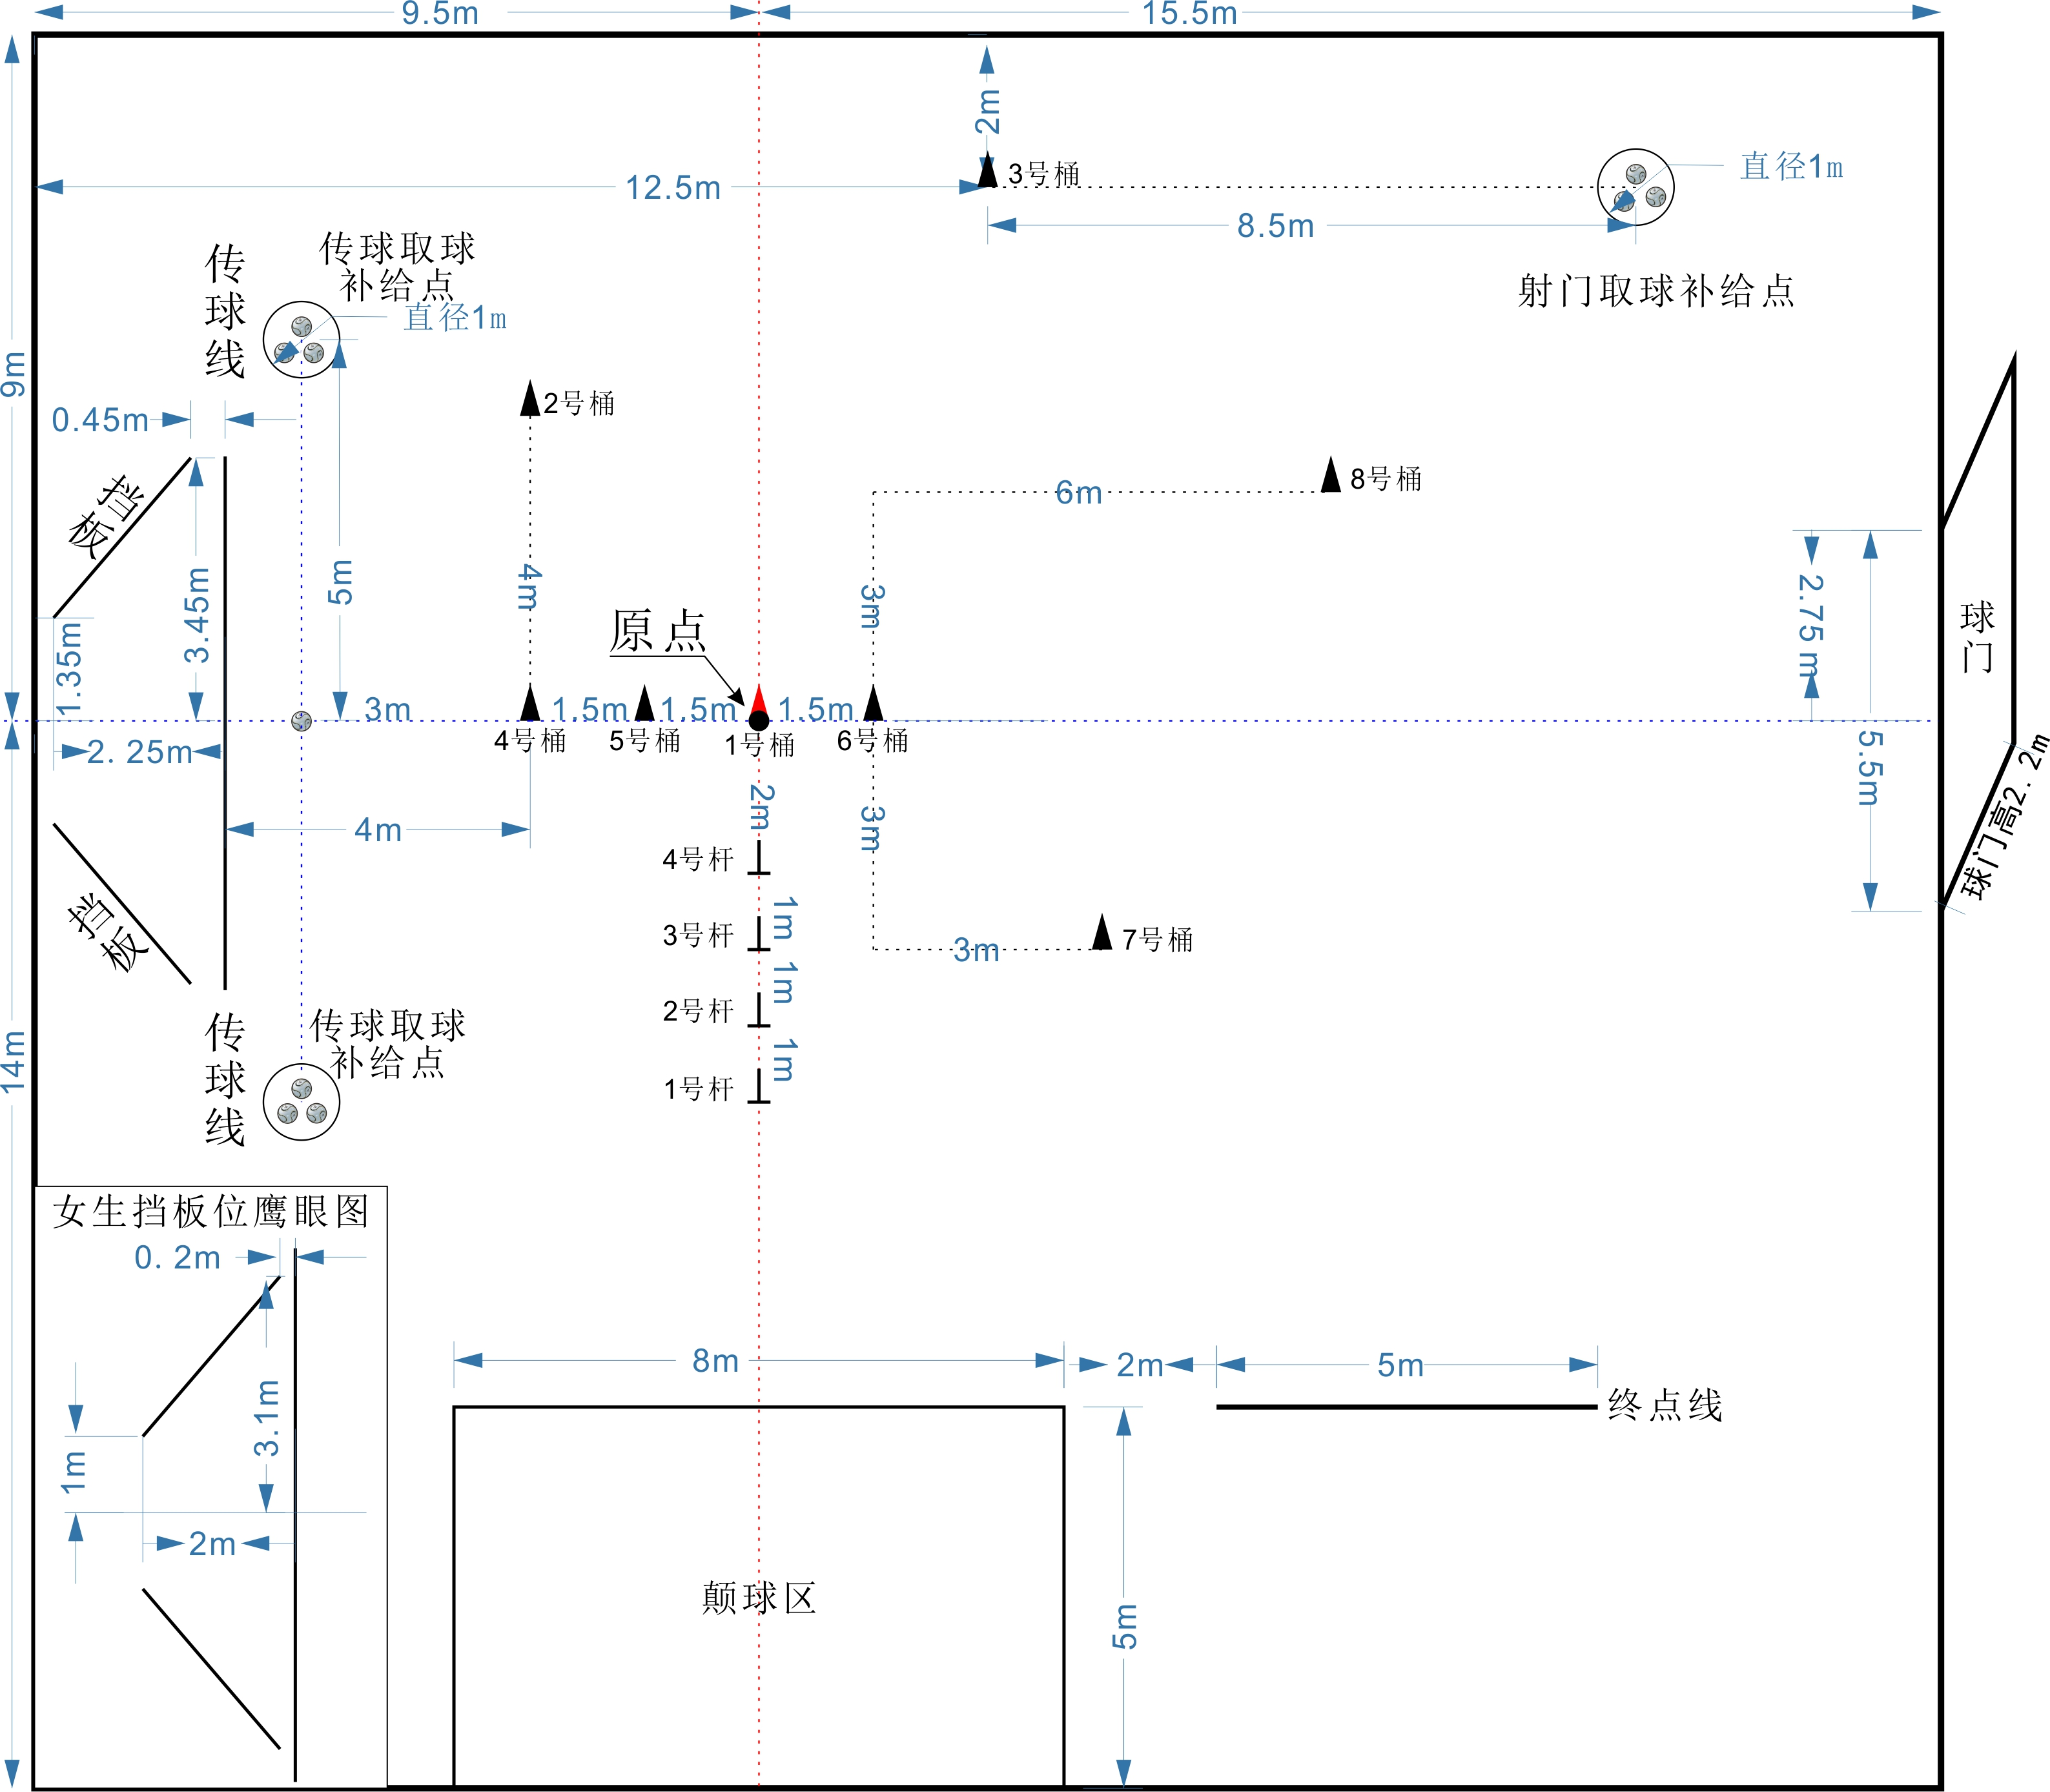 9.5m
15.5m
2m
3号桶
直径1m
12.5m
8.5m
传球取球
补给点
传球线
直径1m
射门取球补给点
9m
0.45m
2号桶
8号桶
6m
挡板
5m
4m
3m
2.75m
3.45m
球门
原点
1.35m
3m
1.5m
1.5m
1.5m
4号桶
5号桶
1号桶
6号桶
2.25m
5.5m
球门高2.2m
2m
3m
4m
4号杆
挡板
1m
3号杆
7号桶
3m
1m
2号杆
传球线
传球取球
补给点
14m
1m
1号杆
女生挡板位鹰眼图
0.2m
8m
2m
5m
3.1m
终点线
1m
2m
颠球区
5m